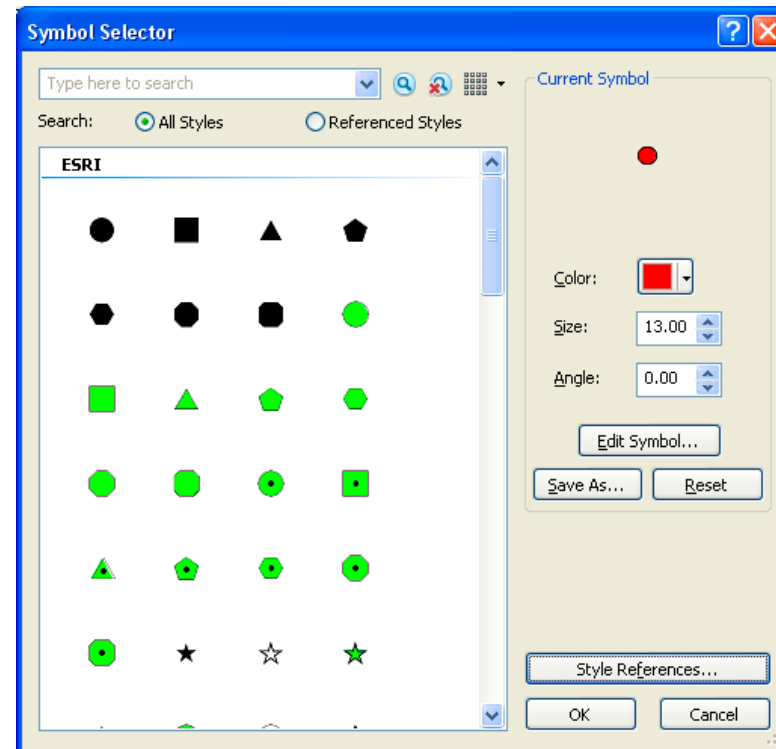 Symbol Selector
Type here to search
Search: All Styles Referenced Styles
ESRI
Current Symbol
Color:
Size: 13.00
Angle: 0.00
Edit Symbol...
Save As... Reset
Style References...
OK Cancel